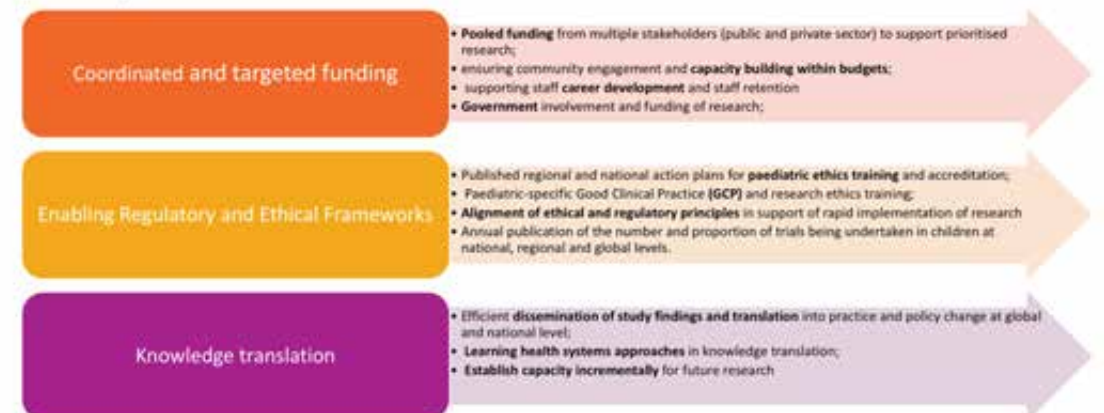 Coordinated and targeted funding
• Pooled funding from multiple stakeholders (public and private sector) to support prioritised
research;
• ensuring community engagement and capacity building within budgets;
• supporting staff career development and staff retention
• Government involvement and funding of research;
Enabling Regulatory and Ethical Frameworks
• Published regional and national action plans for paediatric ethics training and accreditation;
• Paediatric-specific Good Clinical Practice (GCP) and research ethics training;
• Alignment of ethical and regulatory principles in support of rapid implementation of research
• Annual publication of the number and proportion of trials being undertaken in children at
national, regional and global levels.
Knowledge translation
• Efficient dissemination of study findings and translation into practice and policy change at global
and national level;
• Learning health systems approaches in knowledge translation;
• Establish capacity incrementally for future research